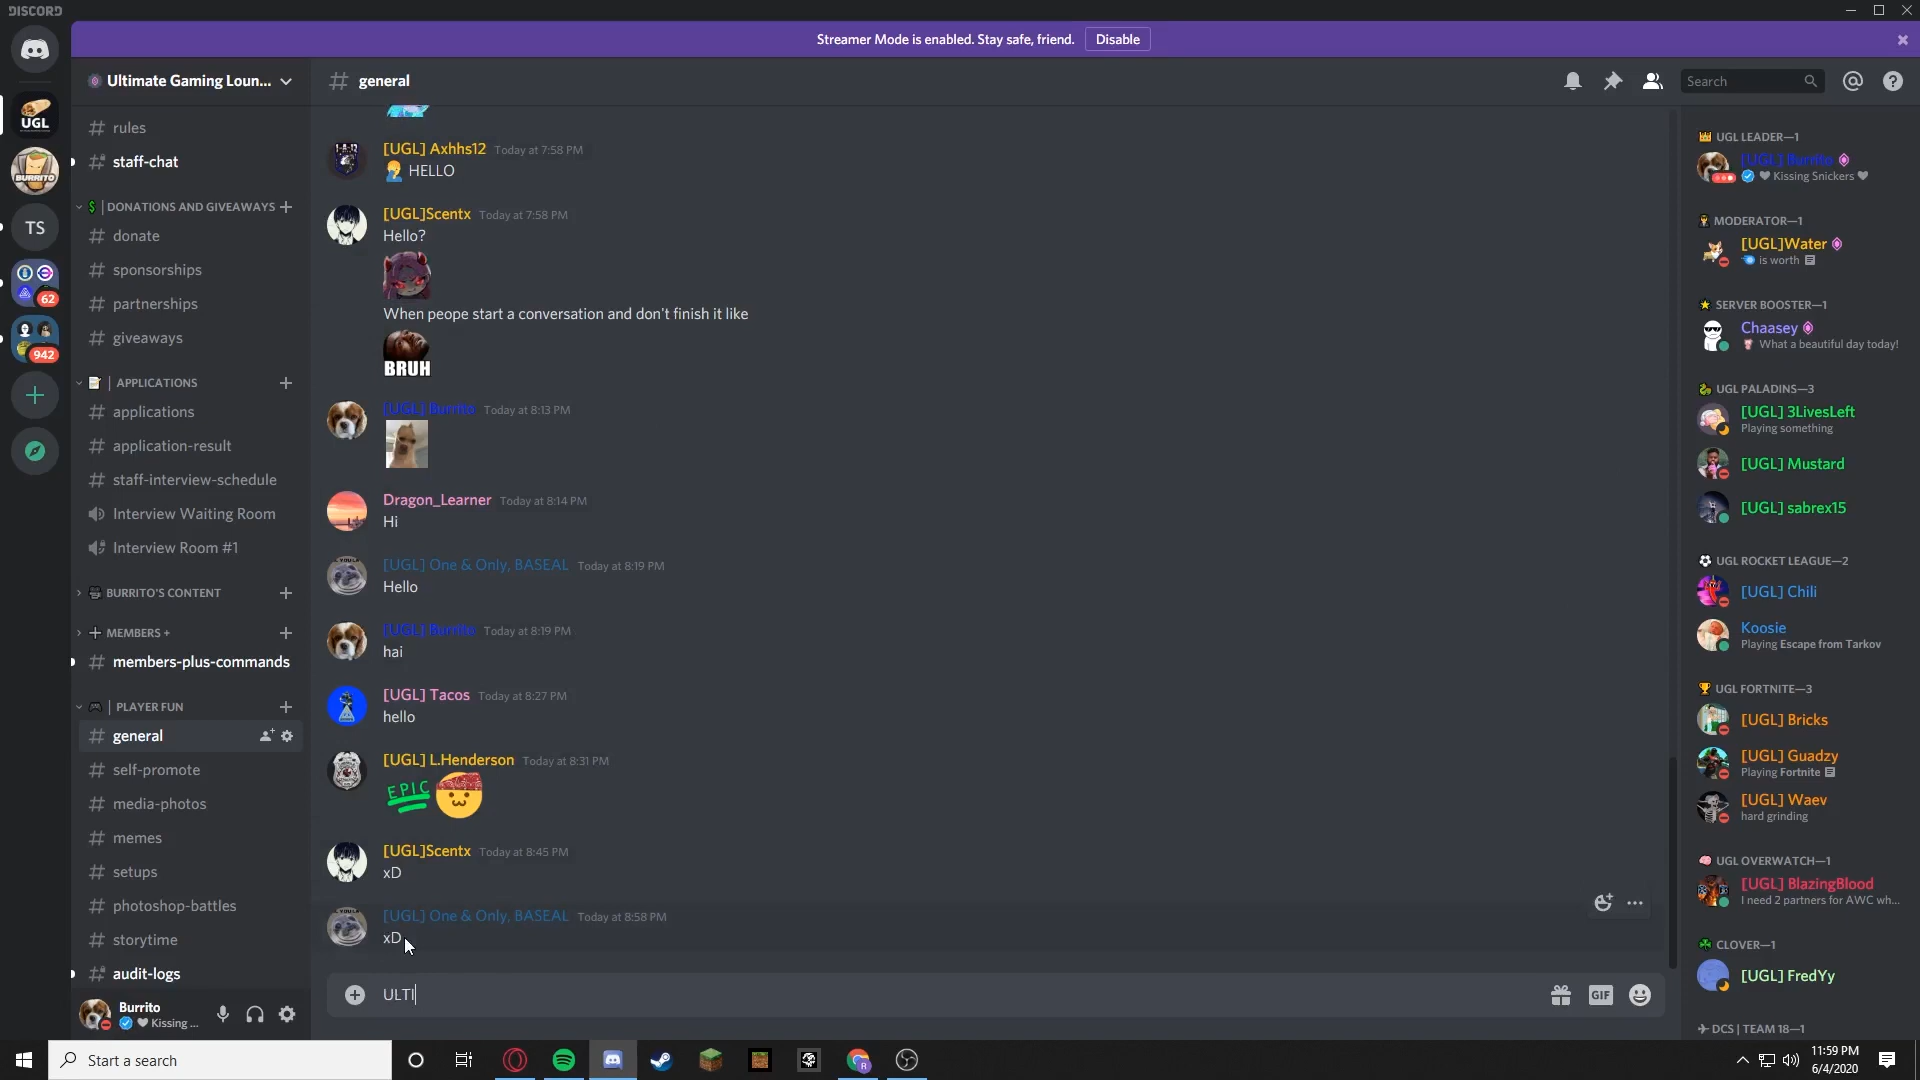 DISCORD
Streamer Mode is enabled. Stay safe, friend.
Disable
Ultimate Gaming Loun...
general
Search
UGL
BURRITO
TS
62
942
rules
staff-chat
$ | DONATIONS AND GIVEAWAYS
donate
sponsorships
partnerships
giveaways
| APPLICATIONS
applications
application-result
staff-interview-schedule
Interview Waiting Room
Interview Room #1
BURRITO'S CONTENT
MEMBERS +
members-plus-commands
| PLAYER FUN
general
self-promote
media-photos
memes
setups
photoshop-battles
storytime
audit-logs
Burrito
Kissing ...
[UGL] Axhhs12 Today at 7:58 PM
HELLO
[UGL]Scentx Today at 7:58 PM
Hello?
When peope start a conversation and don't finish it like
BRUH
[UGL] Burrito Today at 8:13 PM
Dragon_Learner Today at 8:14 PM
Hi
[UGL] One & Only, BASEAL Today at 8:19 PM
Hello
[UGL] Burrito Today at 8:19 PM
hai
[UGL] Tacos Today at 8:27 PM
hello
[UGL] L.Henderson Today at 8:31 PM
EPIC
[UGL]Scentx Today at 8:45 PM
xD
[UGL] One & Only, BASEAL Today at 8:58 PM
xD
ULTI
GIF
UGL LEADER—1
[UGL] Burrito
Kissing Snickers
MODERATOR—1
[UGL]Water
is worth
SERVER BOOSTER—1
Chaasey
What a beautiful day today!
UGL PALADINS—3
[UGL] 3LivesLeft
Playing something
[UGL] Mustard
[UGL] sabrex15
UGL ROCKET LEAGUE—2
[UGL] Chili
Koosie
Playing Escape from Tarkov
UGL FORTNITE—3
[UGL] Bricks
[UGL] Guadzy
Playing Fortnite
[UGL] Waev
hard grinding
UGL OVERWATCH—1
[UGL] BlazingBlood
I need 2 partners for AWC wh...
CLOVER—1
[UGL] FredYy
DCS | TEAM 18—1
Start a search
11:59 PM
6/4/2020